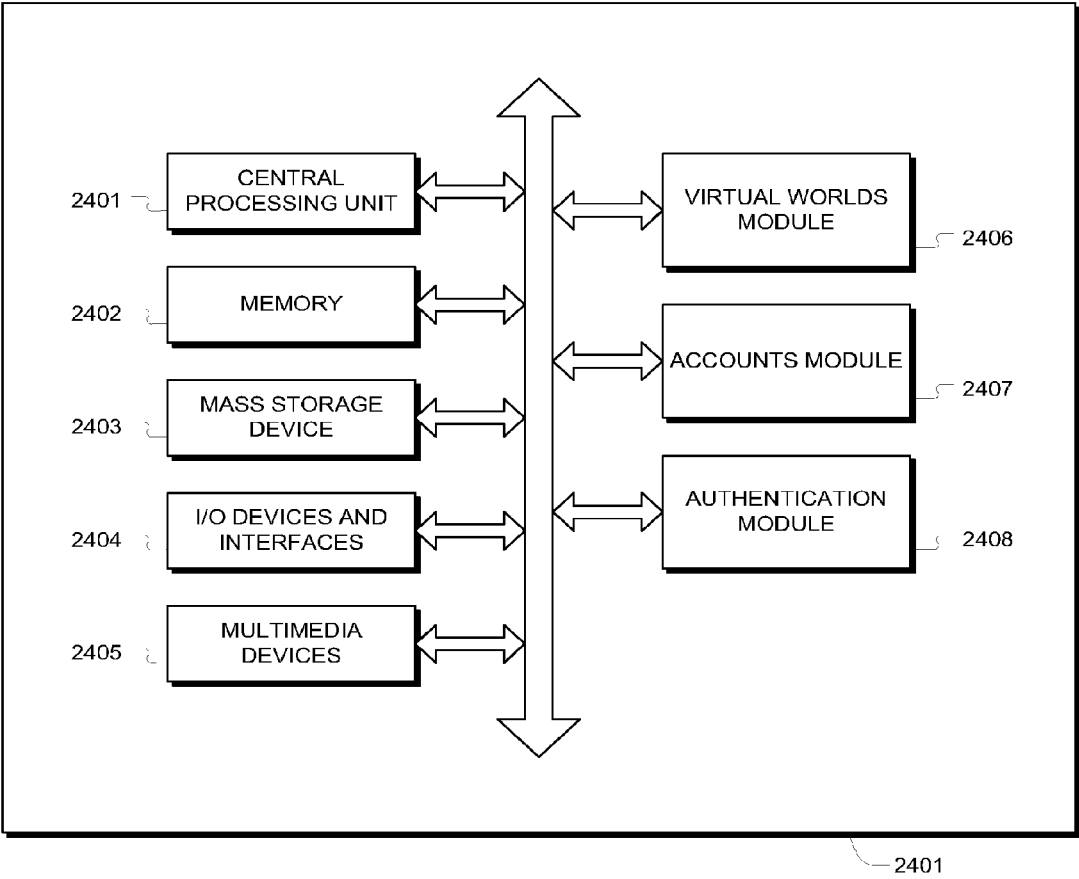 2401
CENTRAL
PROCESSING UNIT
2402
MEMORY
2403
MASS STORAGE
DEVICE
2404
I/O DEVICES AND
INTERFACES
2405
MULTIMEDIA
DEVICES
VIRTUAL WORLDS
MODULE
2406
ACCOUNTS MODULE
2407
AUTHENTICATION
MODULE
2408
2401